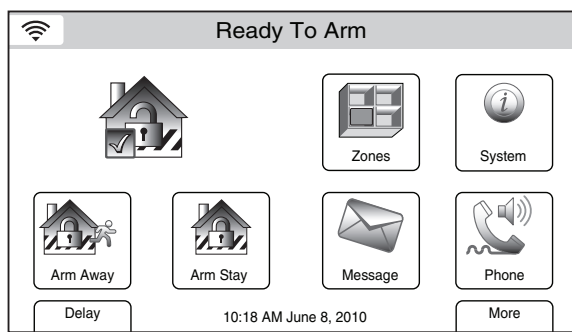 Ready To Arm
Zones
System
Arm Away
Arm Stay
Message
Phone
Delay
10:18 AM June 8, 2010
More